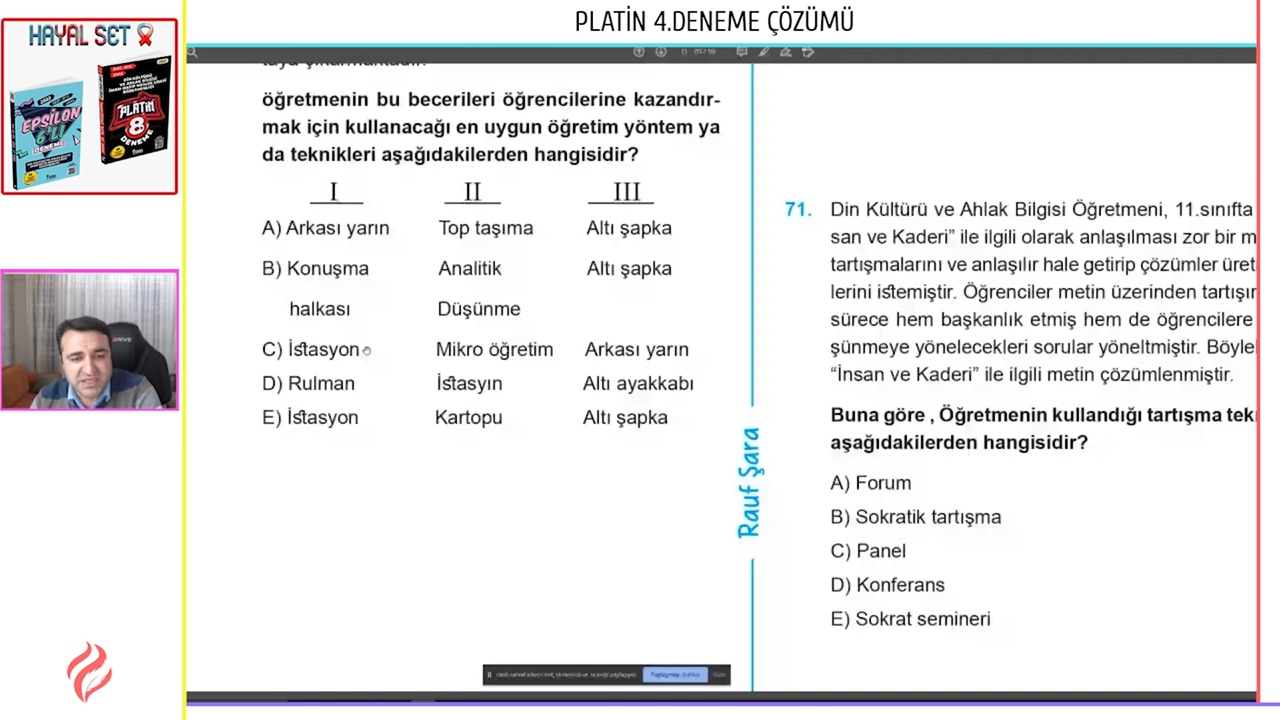 PLATİN 4.DENEME ÇÖZÜMÜ
HAYAL SET
EPSİLON
6'LI
DENEME
PLATİN
8
DENEME
öğretmenin bu becerileri öğrencilerine kazandır-
mak için kullanacağı en uygun öğretim yöntem ya
da teknikleri aşağıdakilerden hangisidir?
I II III
A) Arkası yarın Top taşıma Altı şapka
B) Konuşma Analitik Altı şapka
halkası Düşünme
C) İstasyon Mikro öğretim Arkası yarın
D) Rulman İstasyın Altı ayakkabı
E) İstasyon Kartopu Altı şapka
Rauf Şara
71. Din Kültürü ve Ahlak Bilgisi Öğretmeni, 11.sınıfta
san ve Kaderi” ile ilgili olarak anlaşılması zor bir m
tartışmalarını ve anlaşılır hale getirip çözümler üret
lerini istemiştir. Öğrenciler metin üzerinden tartışır
sürece hem başkanlık etmiş hem de öğrencilere
şünmeye yönelecekleri sorular yöneltmiştir. Böylel
“İnsan ve Kaderi” ile ilgili metin çözümlenmiştir.
Buna göre , Öğretmenin kullandığı tartışma tek
aşağıdakilerden hangisidir?
A) Forum
B) Sokratik tartışma
C) Panel
D) Konferans
E) Sokrat semineri